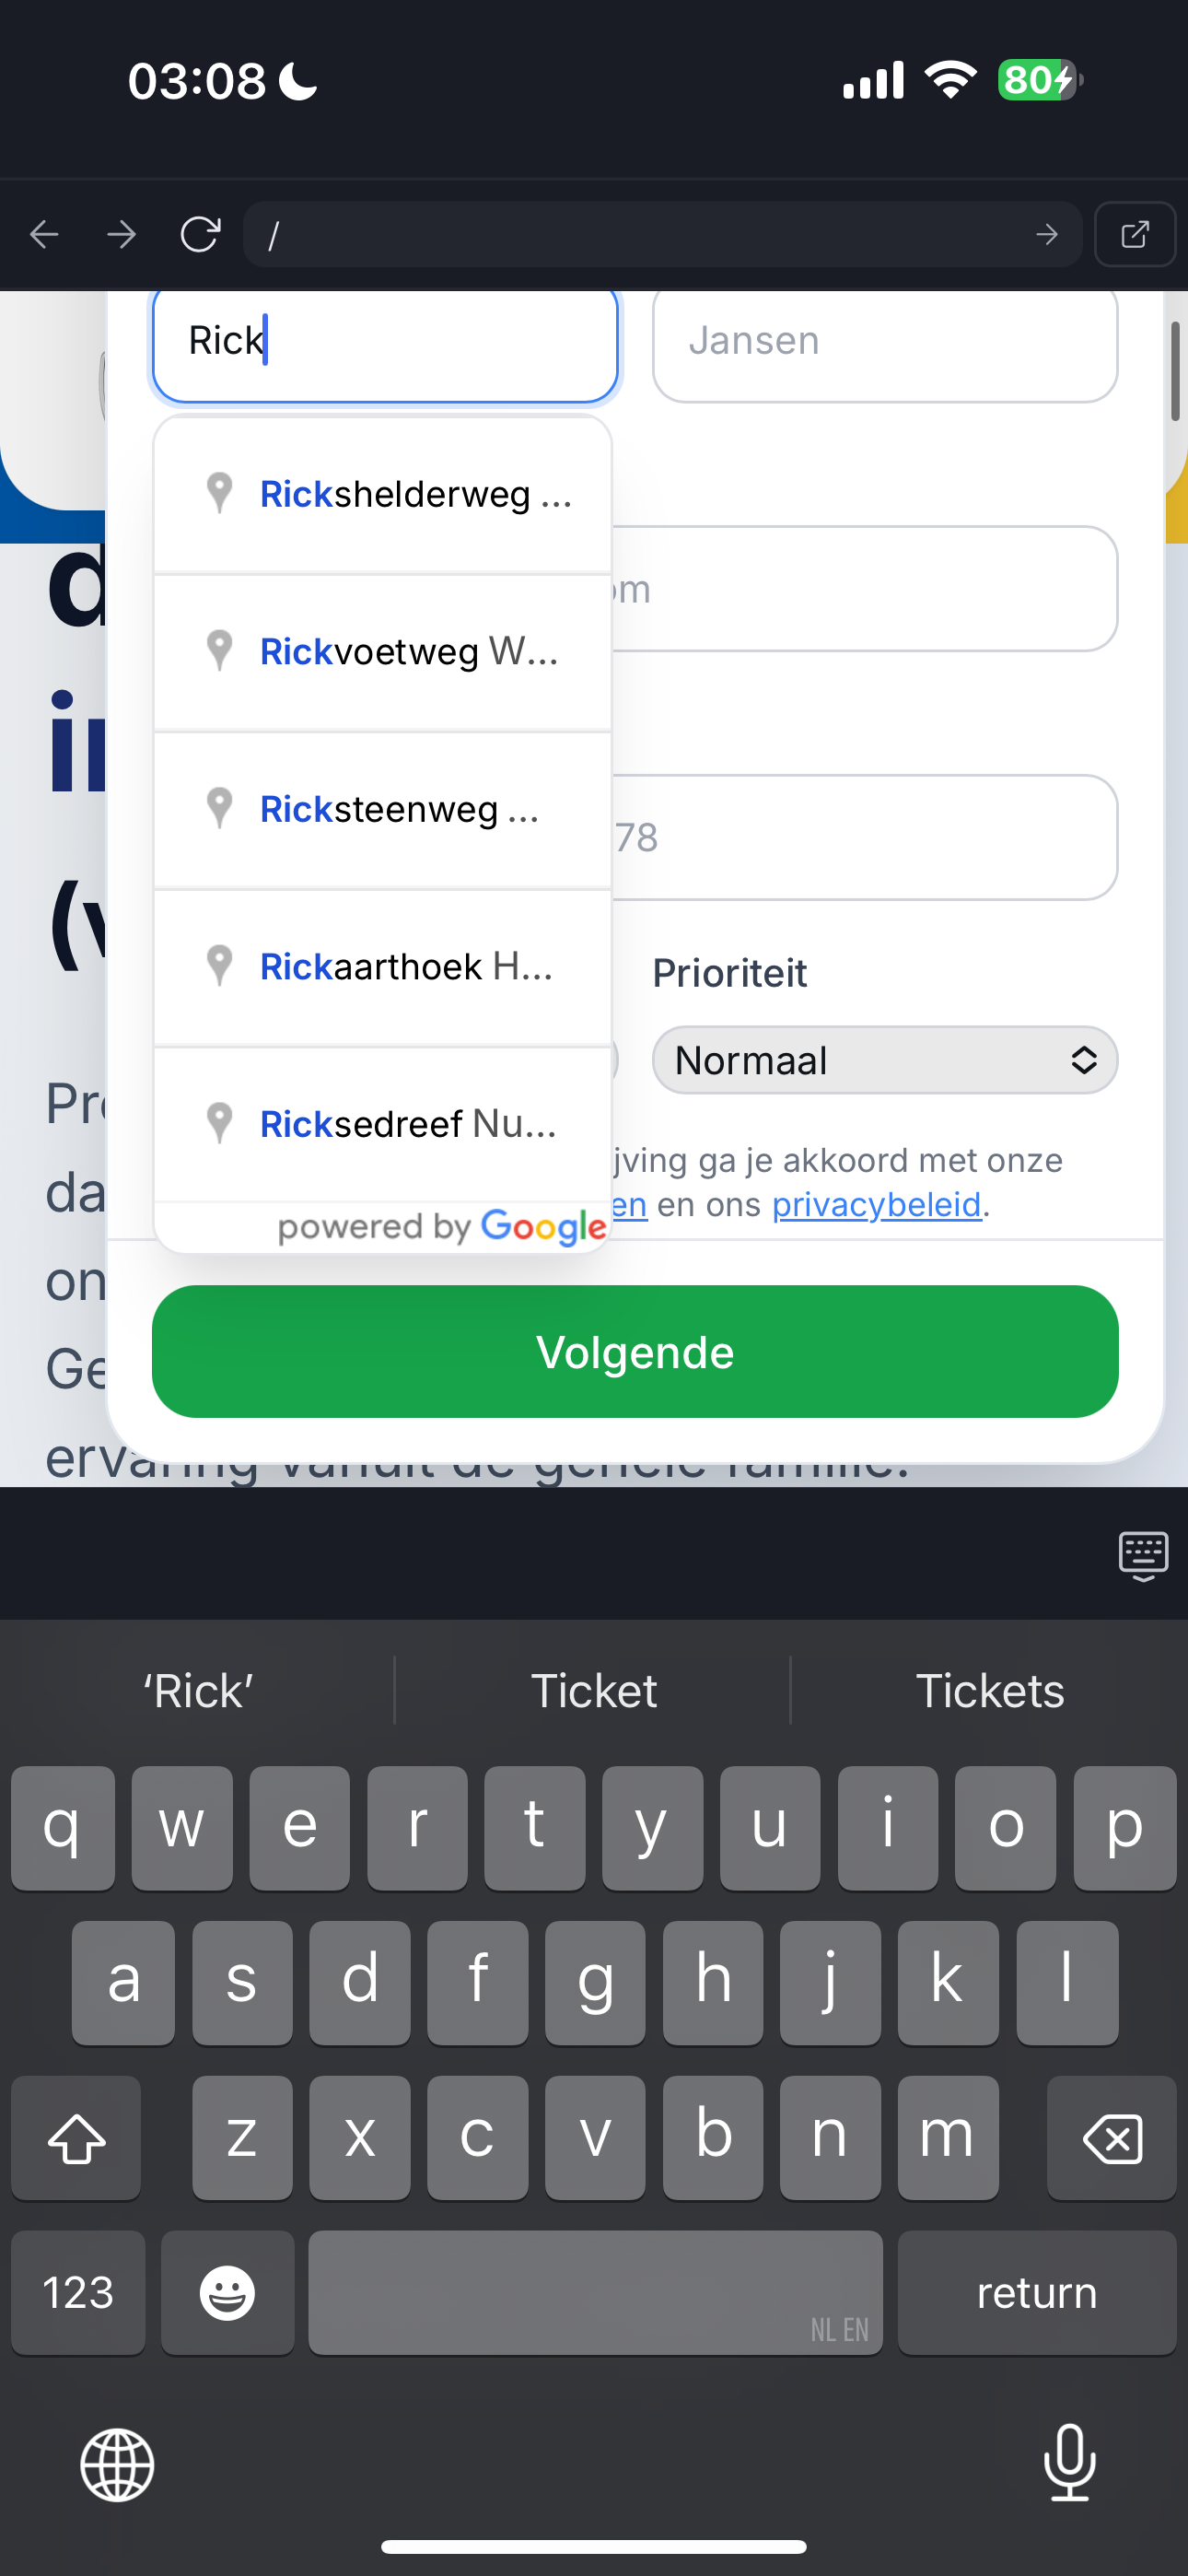 03:08
80
/
Rick
Jansen
Rickshelderweg ...
Rickvoetweg W...
om
Ricksteenweg ...
78
Rickaarthoek H...
Prioriteit
Normaal
Ricksedreef Nu...
jving ga je akkoord met onze
en en ons privacybeleid.
powered by Google
d
(v
Pr
da
on
Ge
Volgende
ervaring vanuit de gehele familie.
'Rick'
Ticket
Tickets
q w e r t y u i o p
a s d f g h j k l
z x c v b n m
123
NL EN
return